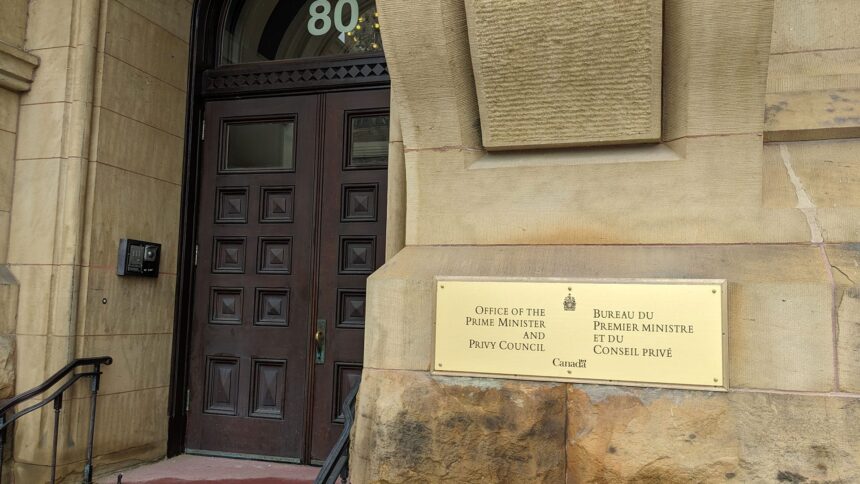 80
OFFICE OF THE
PRIME MINISTER
AND
PRIVY COUNCIL
BUREAU DU
PREMIER MINISTRE
ET DU
CONSEIL PRIVÉ
Canada